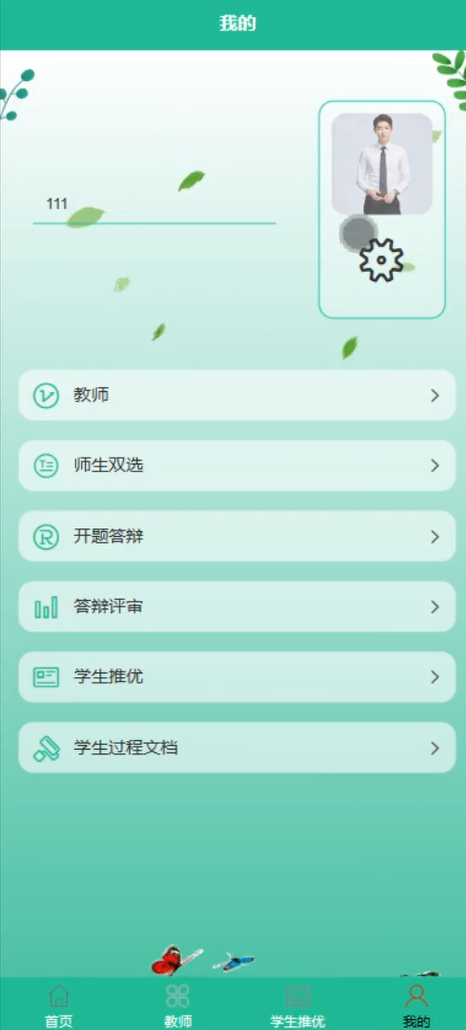 我的
111
教师
师生双选
开题答辩
答辩评审
学生推优
学生过程文档
首页
教师
学生推优
我的